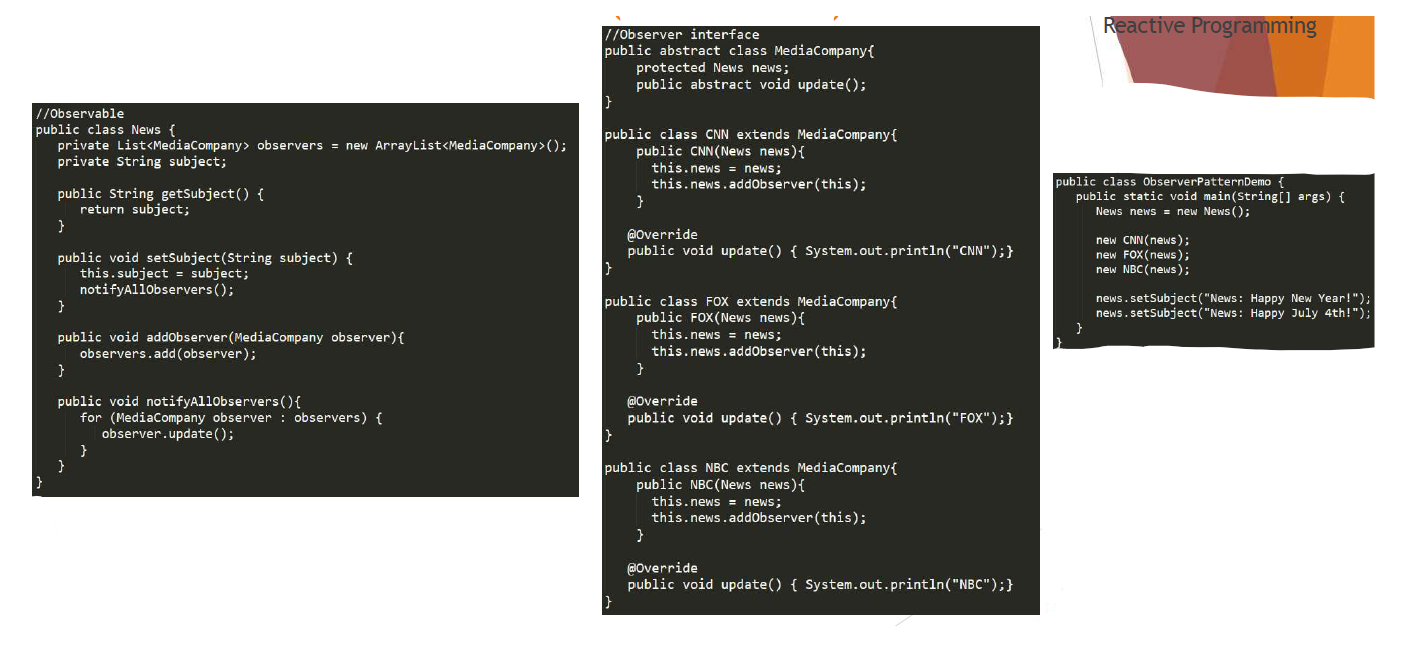 Reactive Programming
//Observable
public class News {
private List<MediaCompany> observers = new ArrayList<MediaCompany>();
private String subject;
public String getSubject() {
return subject;
}
public void setSubject(String subject) {
this.subject = subject;
notifyAllObservers();
}
public void addObserver(MediaCompany observer){
observers.add(observer);
}
public void notifyAllObservers(){
for (MediaCompany observer : observers) {
observer.update();
}
}
}
//Observer interface
public abstract class MediaCompany{
protected News news;
public abstract void update();
}
public class CNN extends MediaCompany{
public CNN(News news){
this.news = news;
this.news.addObserver(this);
}
@Override
public void update() { System.out.println("CNN");}
}
public class FOX extends MediaCompany{
public FOX(News news){
this.news = news;
this.news.addObserver(this);
}
@Override
public void update() { System.out.println("FOX");}
}
public class NBC extends MediaCompany{
public NBC(News news){
this.news = news;
this.news.addObserver(this);
}
@Override
public void update() { System.out.println("NBC");}
}
public class ObserverPatternDemo {
public static void main(String[] args) {
News news = new News();
new CNN(news);
new FOX(news);
new NBC(news);
news.setSubject("News: Happy New Year!");
news.setSubject("News: Happy July 4th!");
}
}